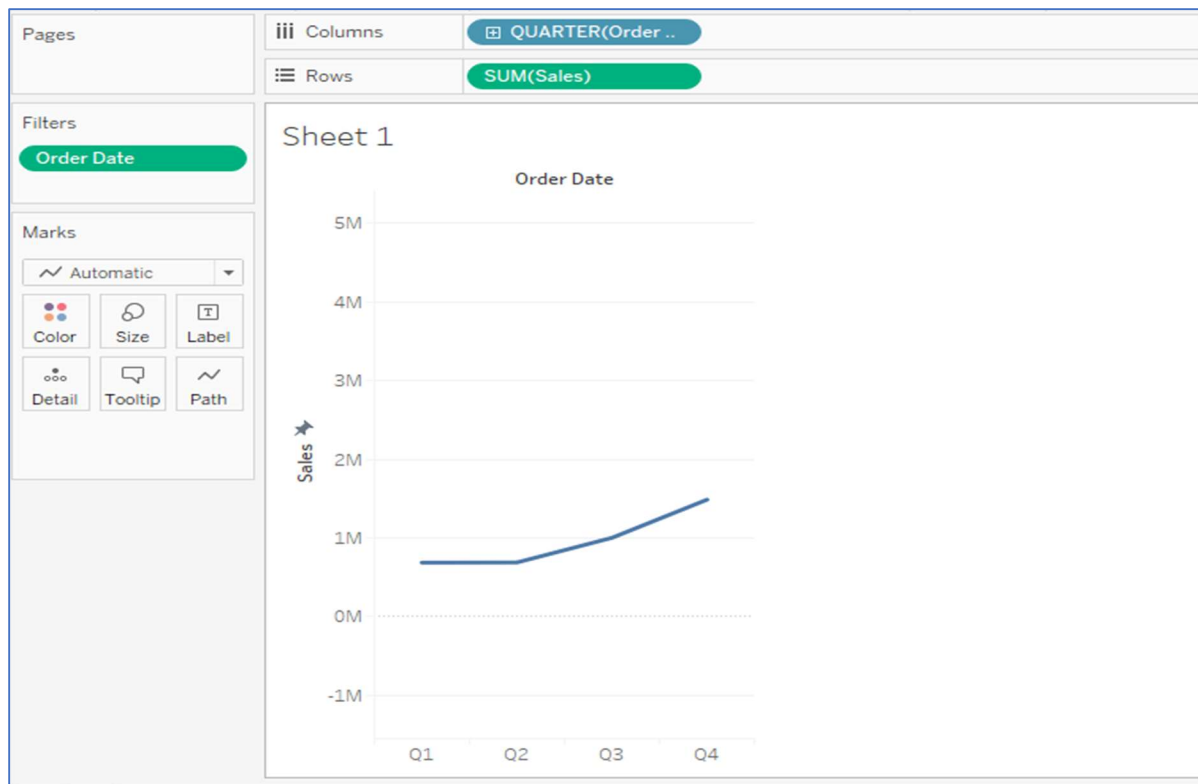 Pages
Columns
QUARTER(Order ..
Rows
SUM(Sales)
Filters
Order Date
Marks
Automatic
Color
Size
Label
Detail
Tooltip
Path
Sheet 1
Order Date
5M
4M
3M
2M
1M
0M
-1M
Sales
Q1 Q2 Q3 Q4